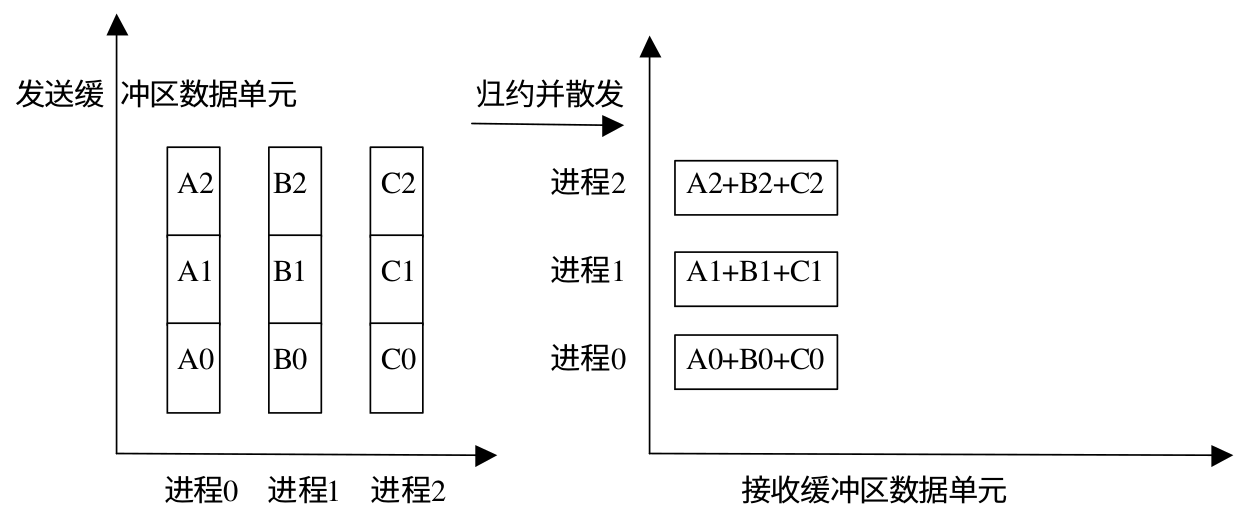 发送缓 冲区数据单元
归约并散发
A2 B2 C2
A1 B1 C1
A0 B0 C0
进程0 进程1 进程2
进程2 A2+B2+C2
进程1 A1+B1+C1
进程0 A0+B0+C0
接收缓冲区数据单元